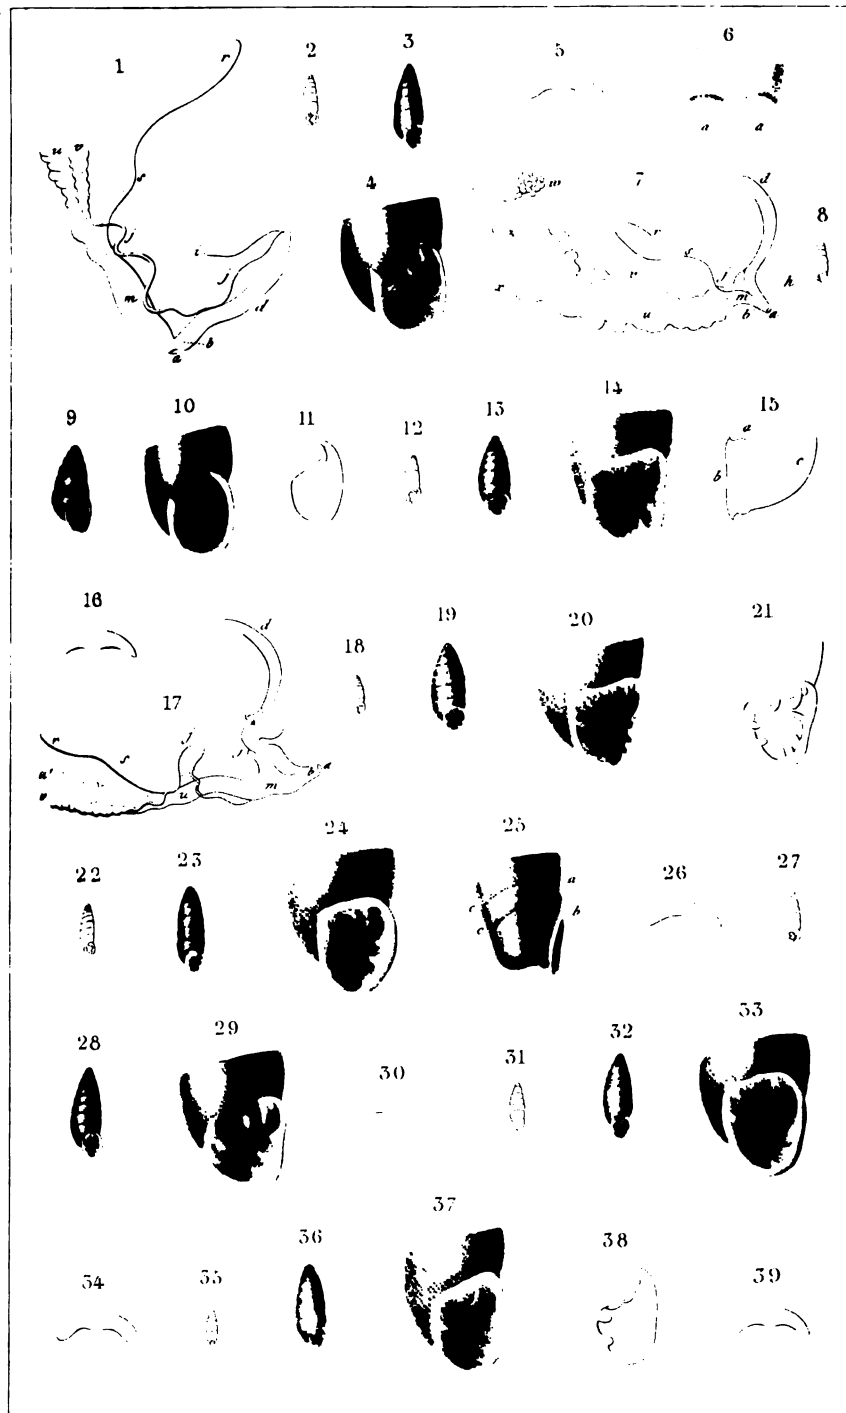 1 2 3 5 6
r
u v
s
a a
4
w 7 d
8
j
x r
s
i
j
v j h
x
m
m
d
u b a
b
a
9 10 11 12 13 14 15
a
c
b
16 d 18 19 20 21
17
r j
s j
u'
v u m b a
22 23 24 25 26 27
a
c b
c
28 29 30 31 32 33
34 35 36 37 38 39